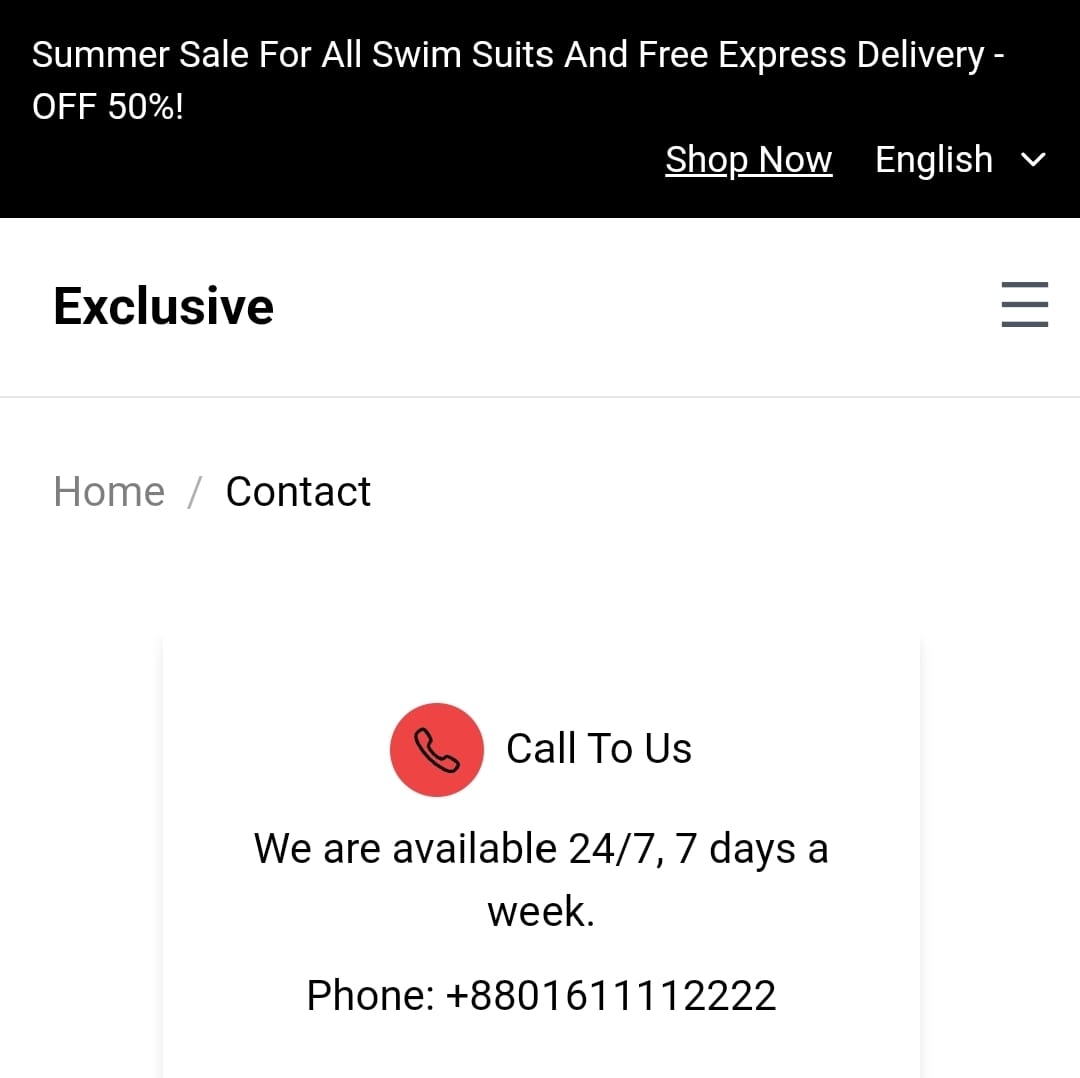 Summer Sale For All Swim Suits And Free Express Delivery -
OFF 50%!
Shop Now English
Exclusive
Home / Contact
Call To Us
We are available 24/7, 7 days a
week.
Phone: +8801611112222